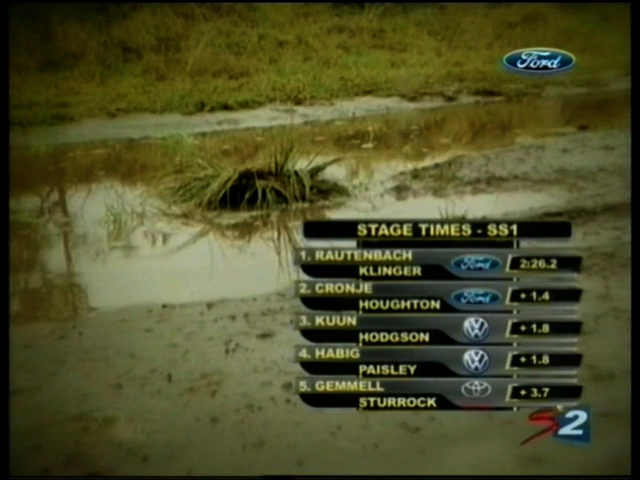 Ford
STAGE TIMES - SS1
1. RAUTENBACH
KLINGER
Ford
2:26.2
2. CRONJE
HOUGHTON
Ford
+ 1.4
3. KUUN
HODGSON
+ 1.8
4. HABIG
PAISLEY
+ 1.8
5. GEMMELL
STURROCK
+ 3.7
S 2